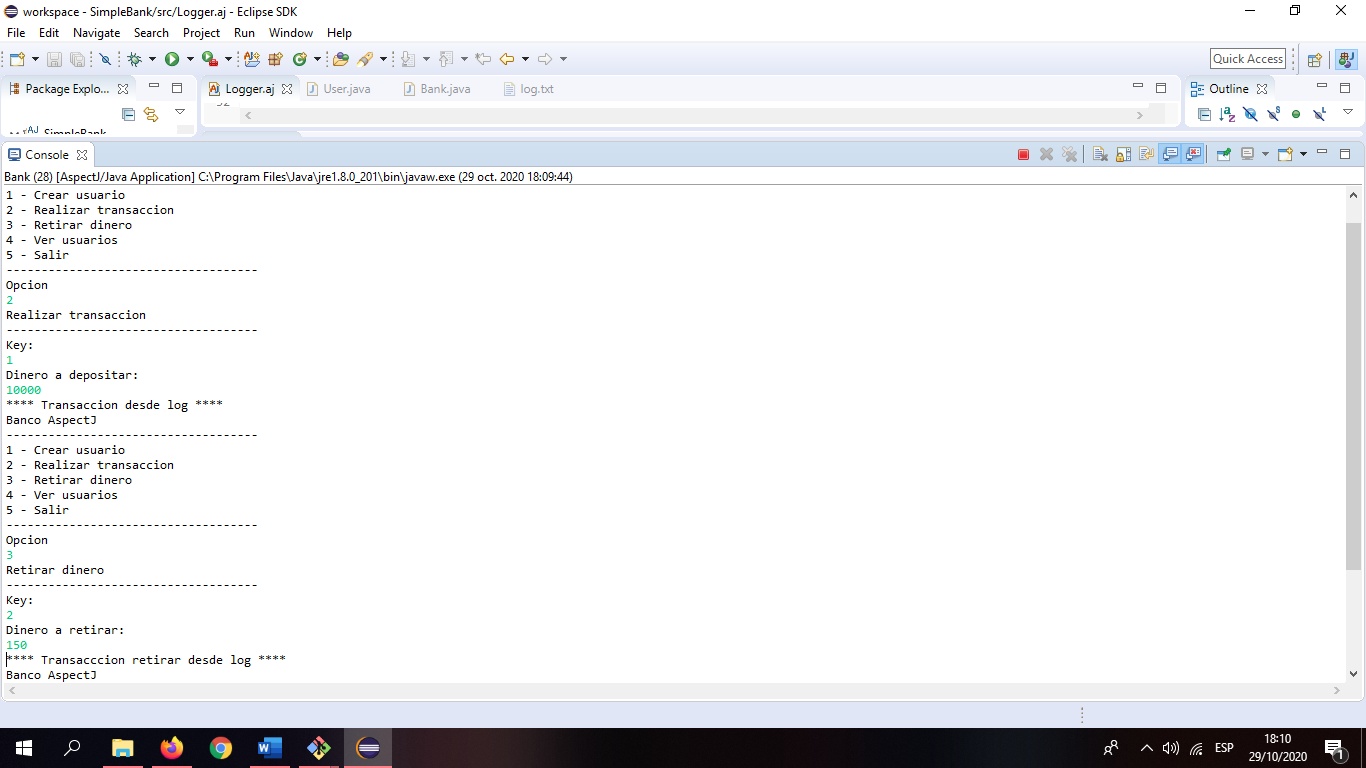 workspace - SimpleBank/src/Logger.aj - Eclipse SDK
File Edit Navigate Search Project Run Window Help
Quick Access
Package Explo...
Logger.aj
User.java
Bank.java
log.txt
Outline
SimpleBank
Console
Bank (28) [AspectJ/Java Application] C:\Program Files\Java\jre1.8.0_201\bin\javaw.exe (29 oct. 2020 18:09:44)
1 - Crear usuario
2 - Realizar transaccion
3 - Retirar dinero
4 - Ver usuarios
5 - Salir
------------------------------------
Opcion
2
Realizar transaccion
------------------------------------
Key:
1
Dinero a depositar:
10000
**** Transaccion desde log ****
Banco AspectJ
------------------------------------
1 - Crear usuario
2 - Realizar transaccion
3 - Retirar dinero
4 - Ver usuarios
5 - Salir
------------------------------------
Opcion
3
Retirar dinero
------------------------------------
Key:
2
Dinero a retirar:
150
**** Transacccion retirar desde log ****
Banco AspectJ
ESP
18:10
29/10/2020
1